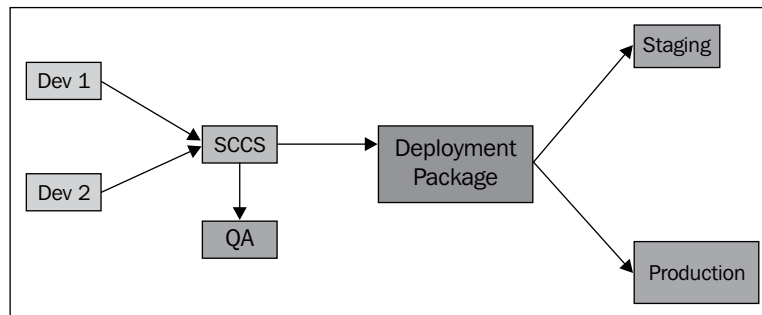 Dev 1
Dev 2
SCCS
QA
Deployment
Package
Staging
Production